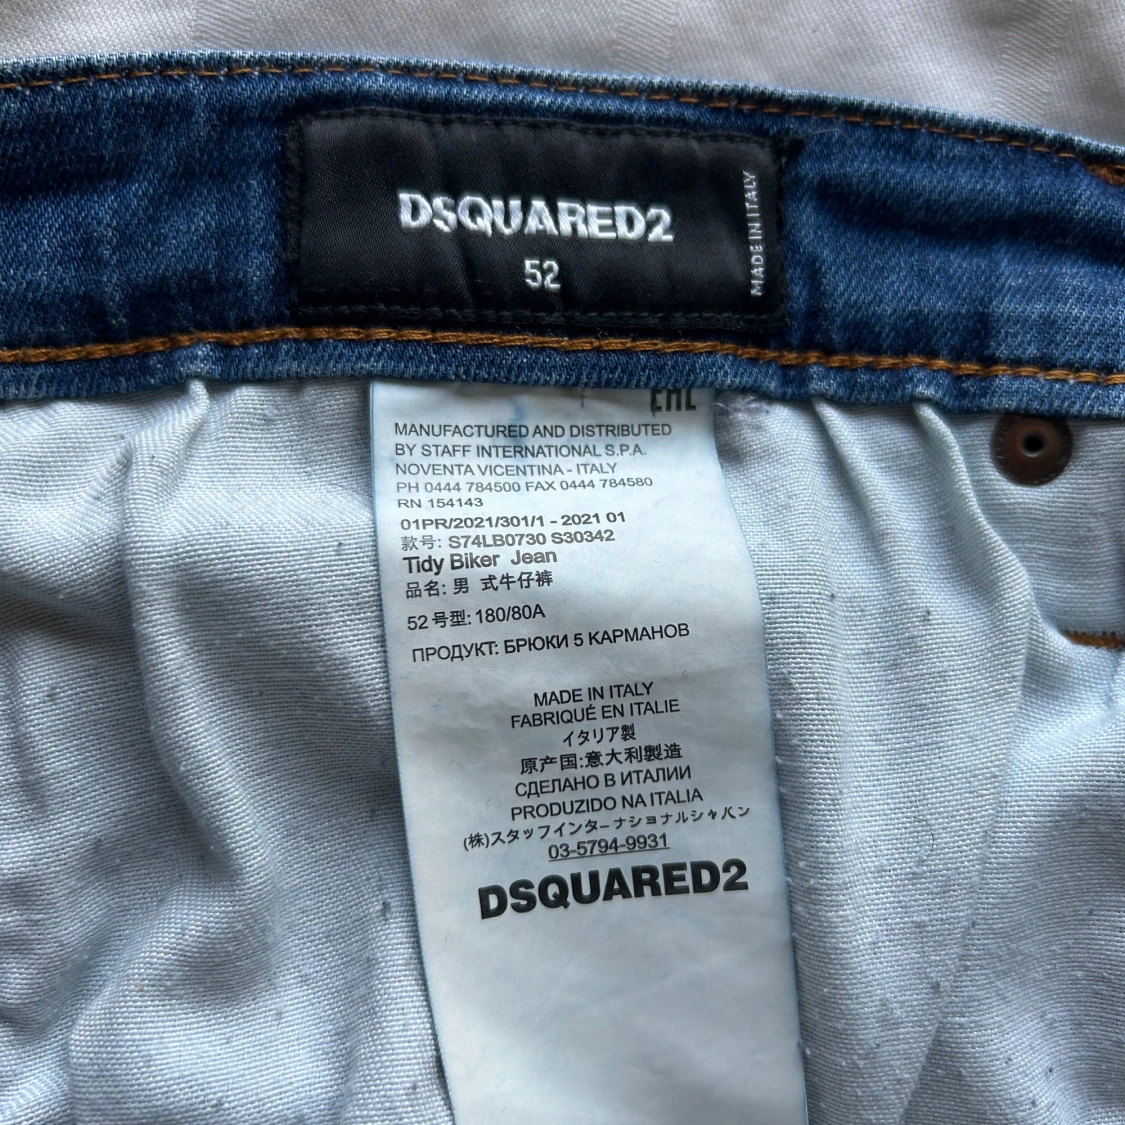 DSQUARED2
52
MADE IN ITALY
EAC
MANUFACTURED AND DISTRIBUTED
BY STAFF INTERNATIONAL S.P.A.
NOVENTA VICENTINA - ITALY
PH 0444 784500 FAX 0444 784580
RN 154143
01PR/2021/301/1 - 2021 01
款号: S74LB0730 S30342
Tidy Biker Jean
品名: 男 式牛仔裤
52 号型: 180/80A
ПРОДУКТ: БРЮКИ 5 КАРМАНОВ
MADE IN ITALY
FABRIQUÉ EN ITALIE
イタリア製
原产国:意大利製造
СДЕЛАНО В ИТАЛИИ
PRODUZIDO NA ITALIA
(株)スタッフインターナショナルジャパン
03-5794-9931
DSQUARED2